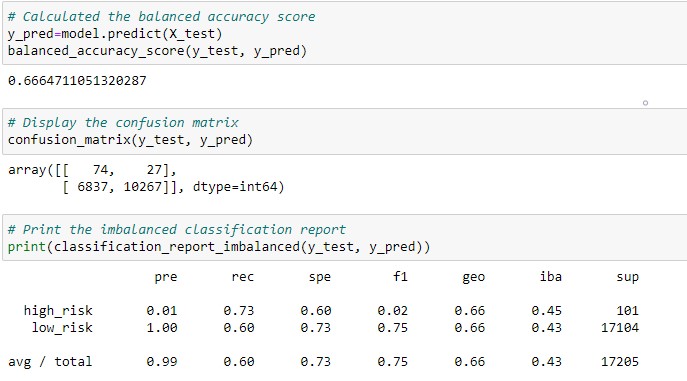 # Calculated the balanced accuracy score
y_pred=model.predict(X_test)
balanced_accuracy_score(y_test, y_pred)
0.6664711051320287
# Display the confusion matrix
confusion_matrix(y_test, y_pred)
array([[   74,    27],
       [ 6837, 10267]], dtype=int64)
# Print the imbalanced classification report
print(classification_report_imbalanced(y_test, y_pred))
pre rec spe f1 geo iba sup
high_risk 0.01 0.73 0.60 0.02 0.66 0.45 101
low_risk 1.00 0.60 0.73 0.75 0.66 0.43 17104
avg / total 0.99 0.60 0.73 0.75 0.66 0.43 17205